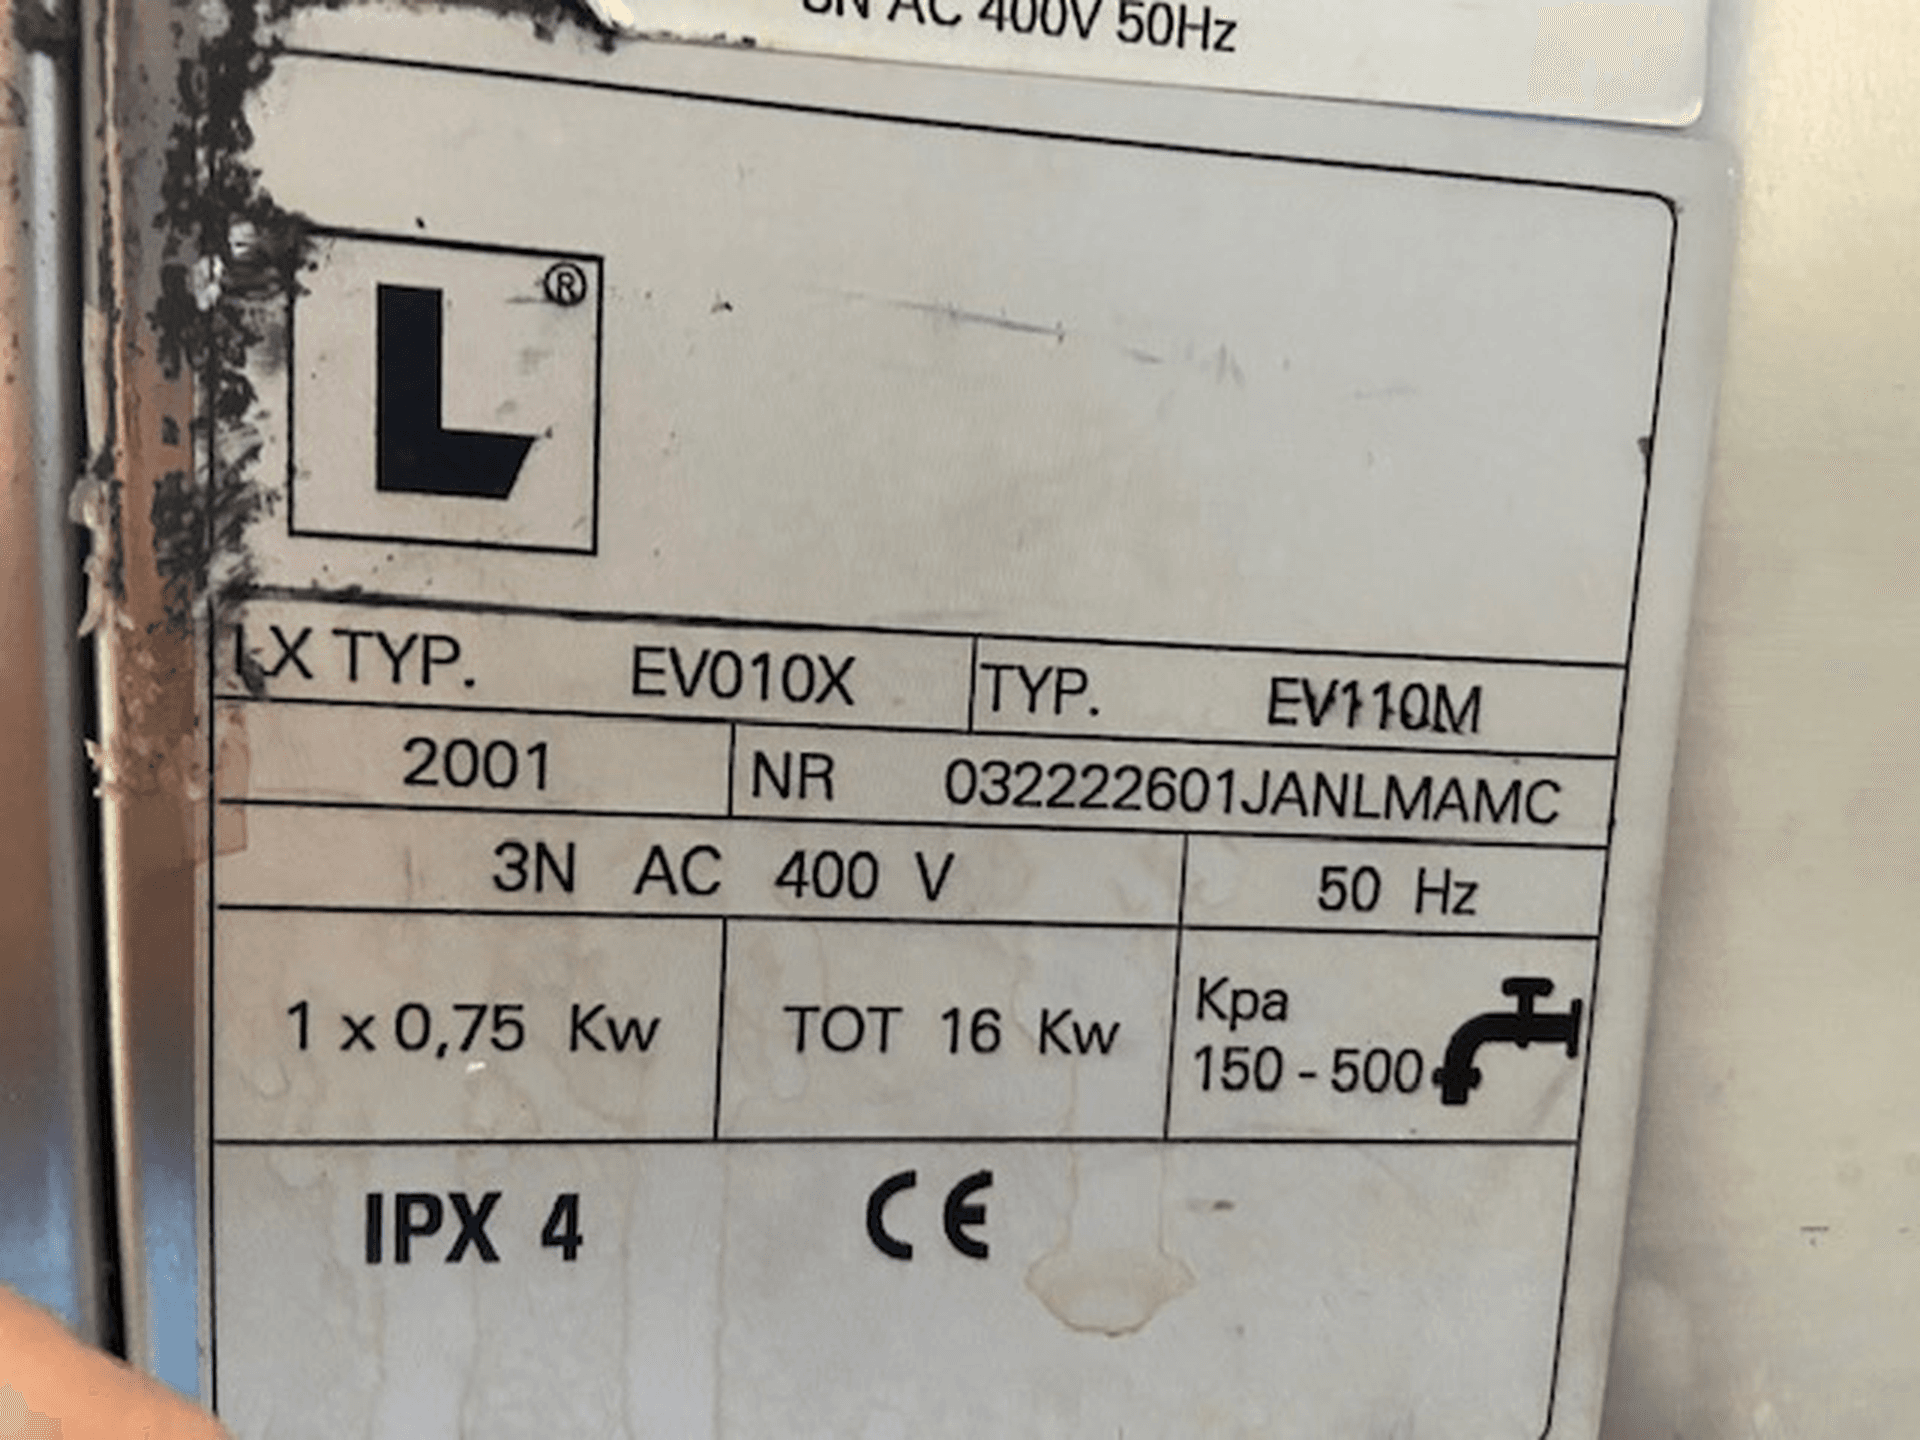 3N AC 400V 50Hz
L®
LX TYP. EV010X TYP. EV110M
2001 NR 032222601JANLMAMC
3N AC 400 V 50 Hz
1 x 0,75 Kw TOT 16 Kw Kpa
150 - 500
IPX 4 CE